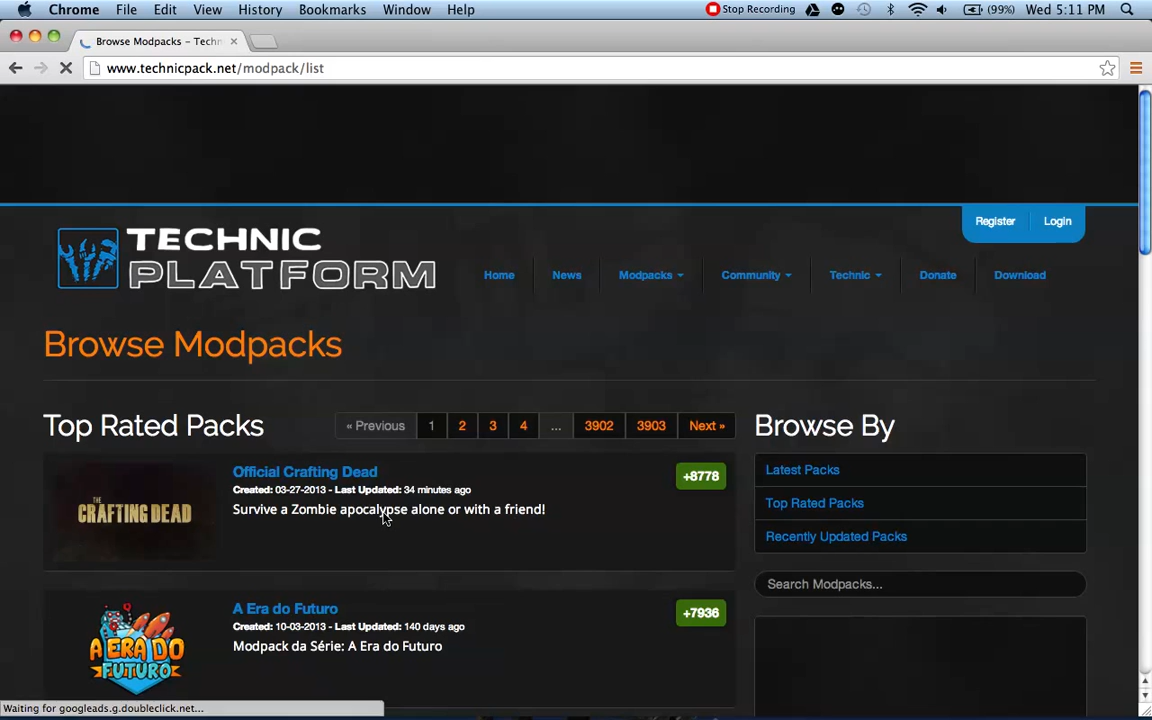 Chrome File Edit View History Bookmarks Window Help Stop Recording (99%) Wed 5:11 PM
Browse Modpacks – Techn
www.technicpack.net/modpack/list
Register Login
TECHNIC
PLATFORM
Home News Modpacks Community Technic Donate Download
Browse Modpacks
Top Rated Packs
« Previous 1 2 3 4 ... 3902 3903 Next »
Browse By
Official Crafting Dead
Created: 03-27-2013 - Last Updated: 34 minutes ago
Survive a Zombie apocalypse alone or with a friend!
+8778
THE
CRAFTING DEAD
Latest Packs
Top Rated Packs
Recently Updated Packs
Search Modpacks...
A Era do Futuro
Created: 10-03-2013 - Last Updated: 140 days ago
Modpack da Série: A Era do Futuro
+7936
A ERA DO
FUTURO
Waiting for googleads.g.doubleclick.net...